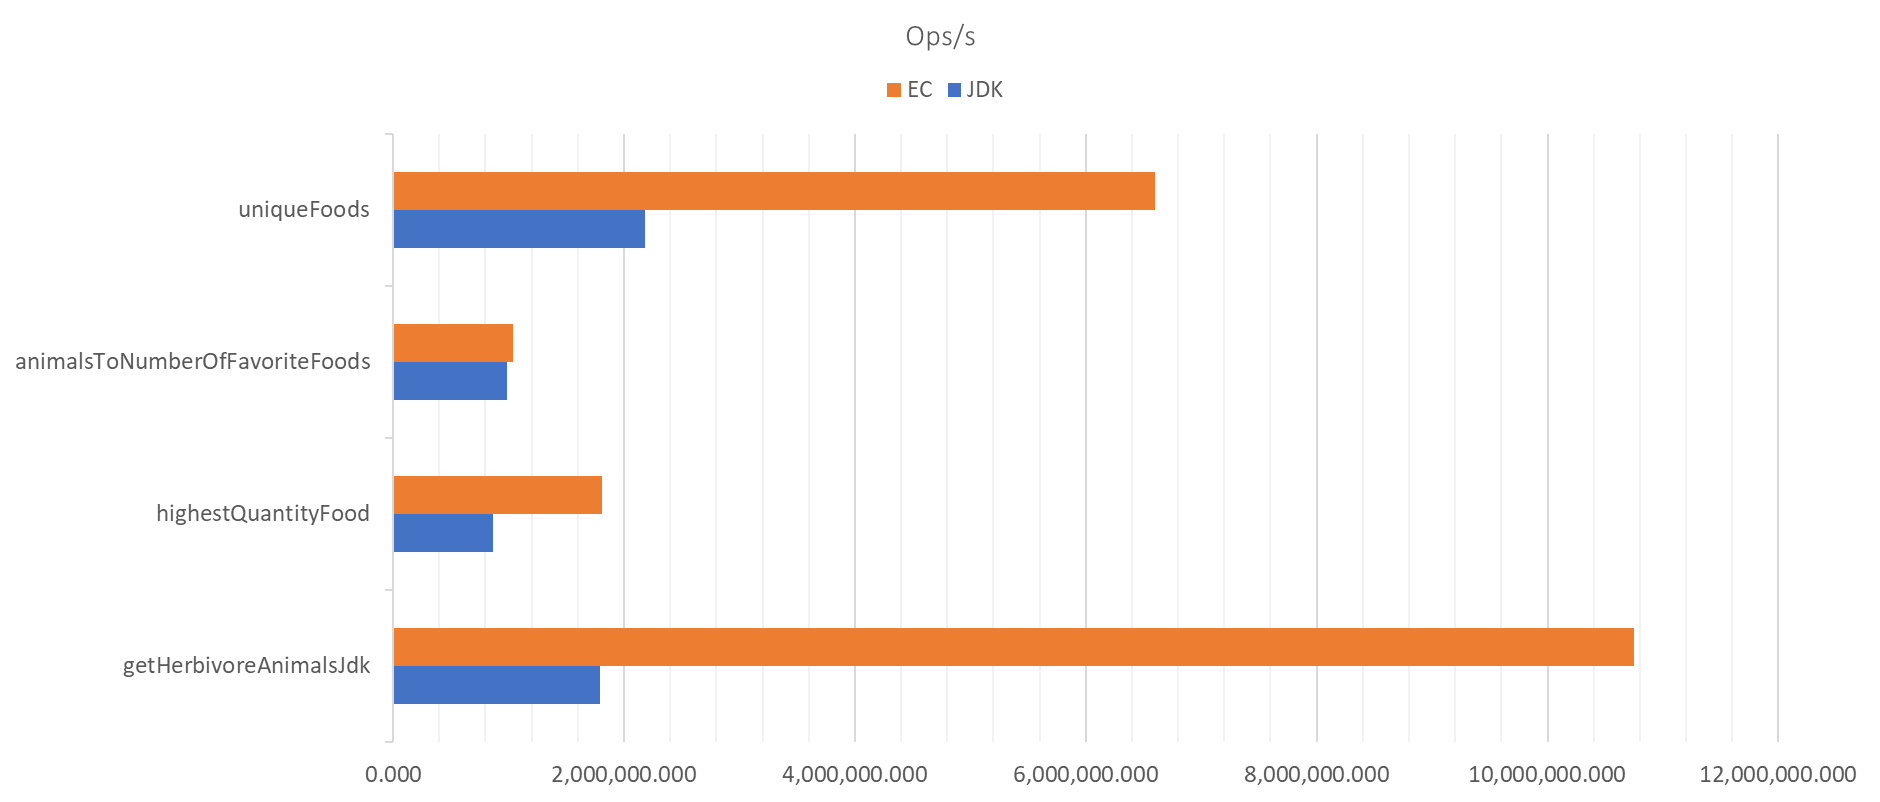 Ops/s
EC JDK
uniqueFoods
animalsToNumberOfFavoriteFoods
highestQuantityFood
getHerbivoreAnimalsJdk
0.000 2,000,000.000 4,000,000.000 6,000,000.000 8,000,000.000 10,000,000.000 12,000,000.000